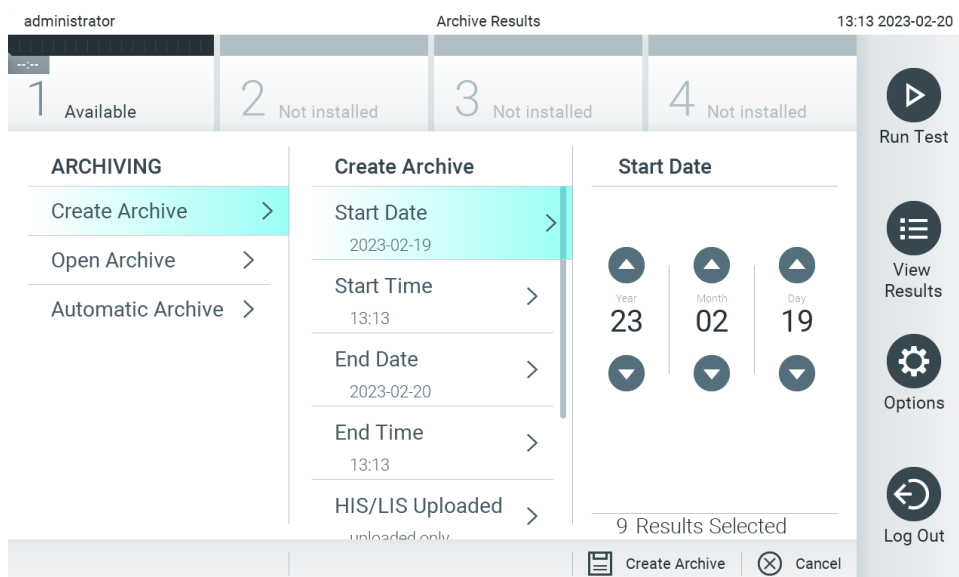 administrator
Archive Results
13:13 2023-02-20
--:--
1 Available
2 Not installed
3 Not installed
4 Not installed
Run Test
View
Results
Options
Log Out
ARCHIVING
Create Archive
Open Archive
Automatic Archive
Create Archive
Start Date
2023-02-19
Start Time
13:13
End Date
2023-02-20
End Time
13:13
HIS/LIS Uploaded
uploaded only
Start Date
Year Month Day
23 02 19
9 Results Selected
Create Archive
Cancel